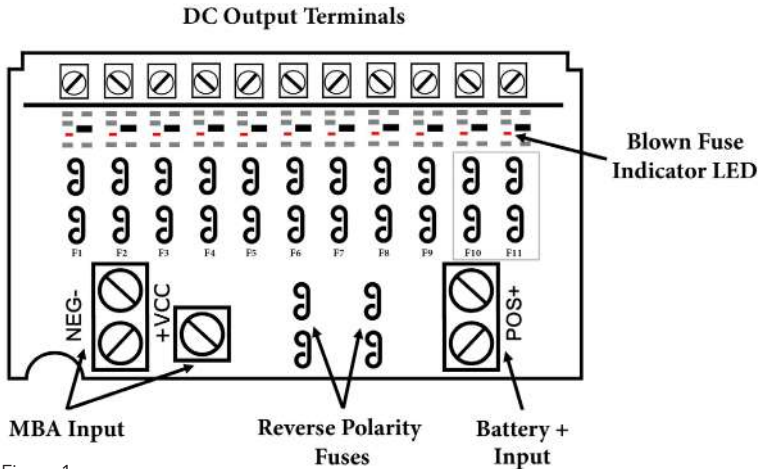 DC Output Terminals
Blown Fuse
Indicator LED
F1 F2 F3 F4 F5 F6 F7 F8 F9 F10 F11
NEG-
+VCC
POS+
MBA Input
Reverse Polarity
Fuses
Battery +
Input